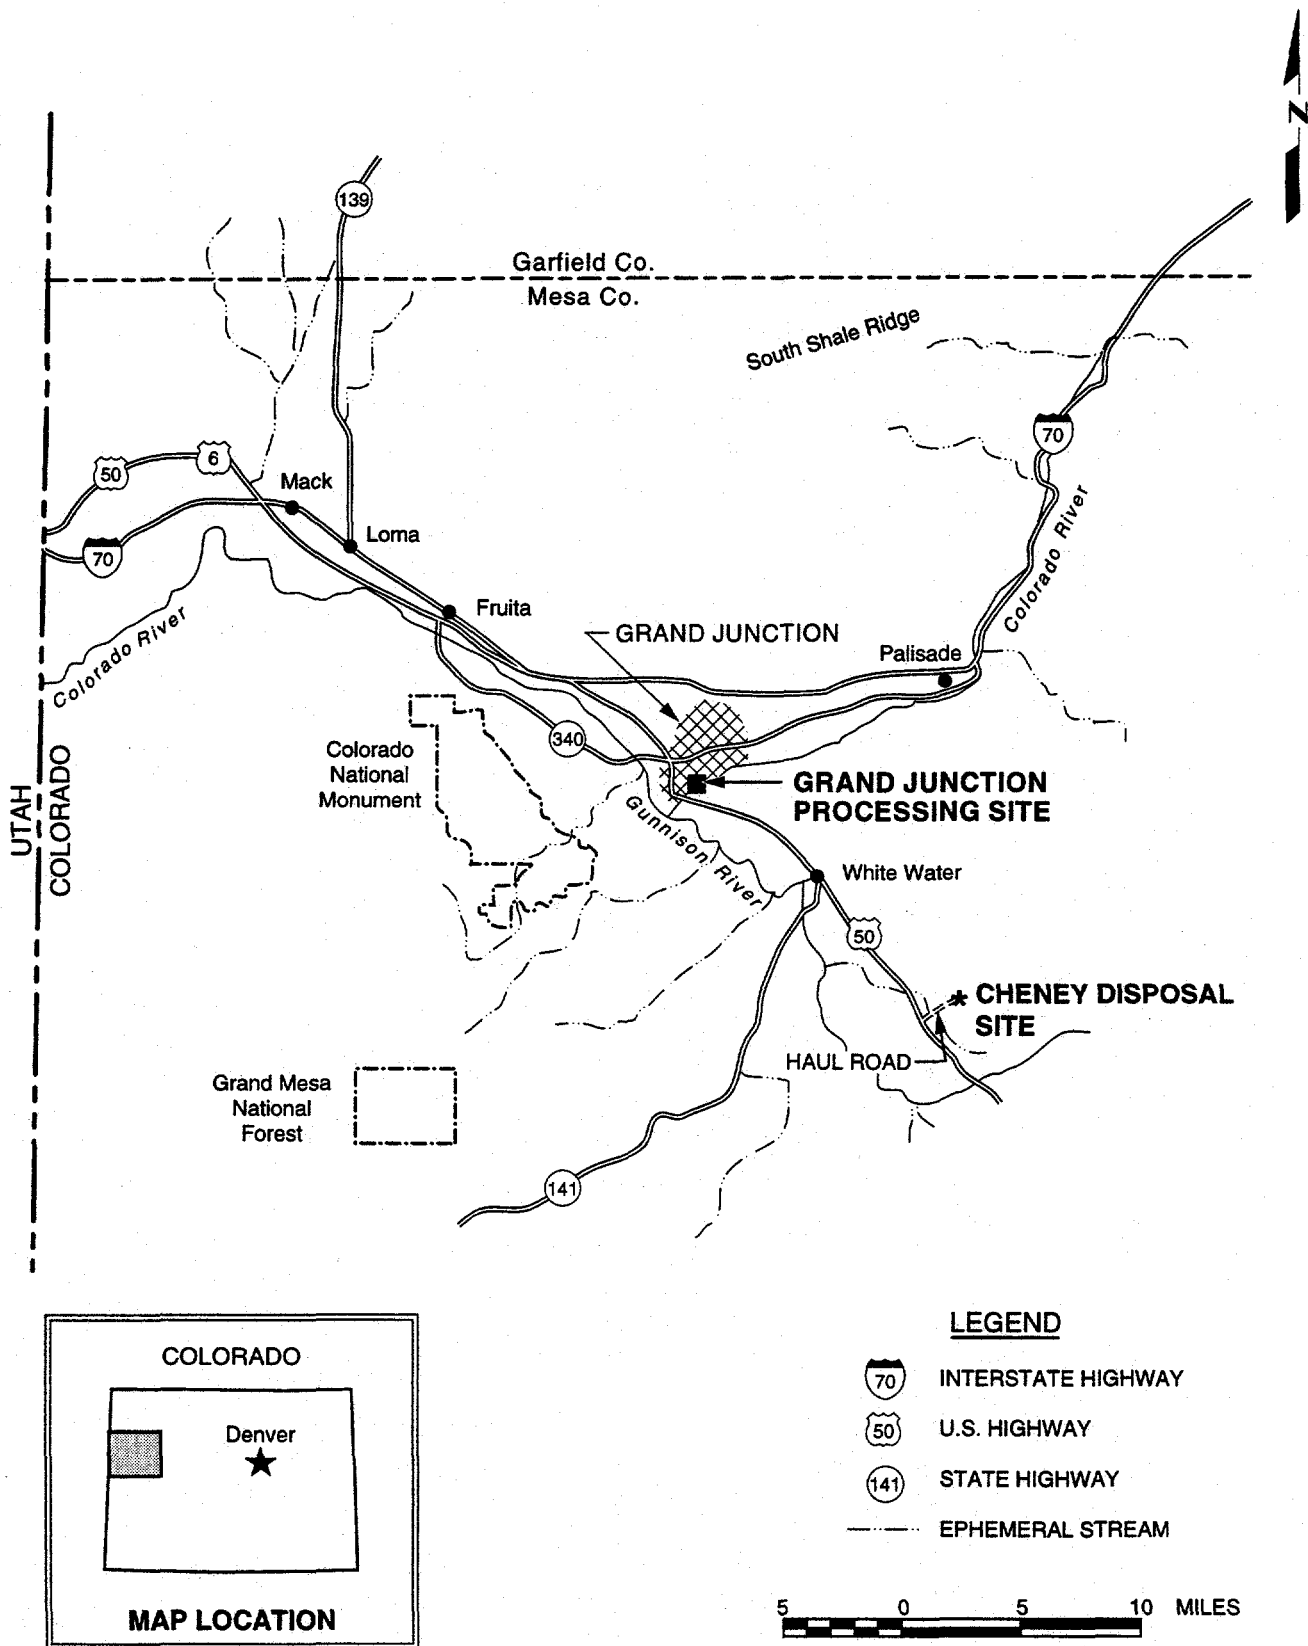 N
139
Garfield Co.
Mesa Co.
South Shale Ridge
70
50
6
Mack
Loma
70
Colorado River
Fruita
GRAND JUNCTION
Palisade
Colorado River
340
Colorado
National
Monument
UTAH
COLORADO
GRAND JUNCTION
PROCESSING SITE
Gunnison River
White Water
50
* CHENEY DISPOSAL
SITE
HAUL ROAD
Grand Mesa
National
Forest
141
COLORADO
Denver
MAP LOCATION
LEGEND
70 INTERSTATE HIGHWAY
50 U.S. HIGHWAY
141 STATE HIGHWAY
EPHEMERAL STREAM
5 0 5 10 MILES